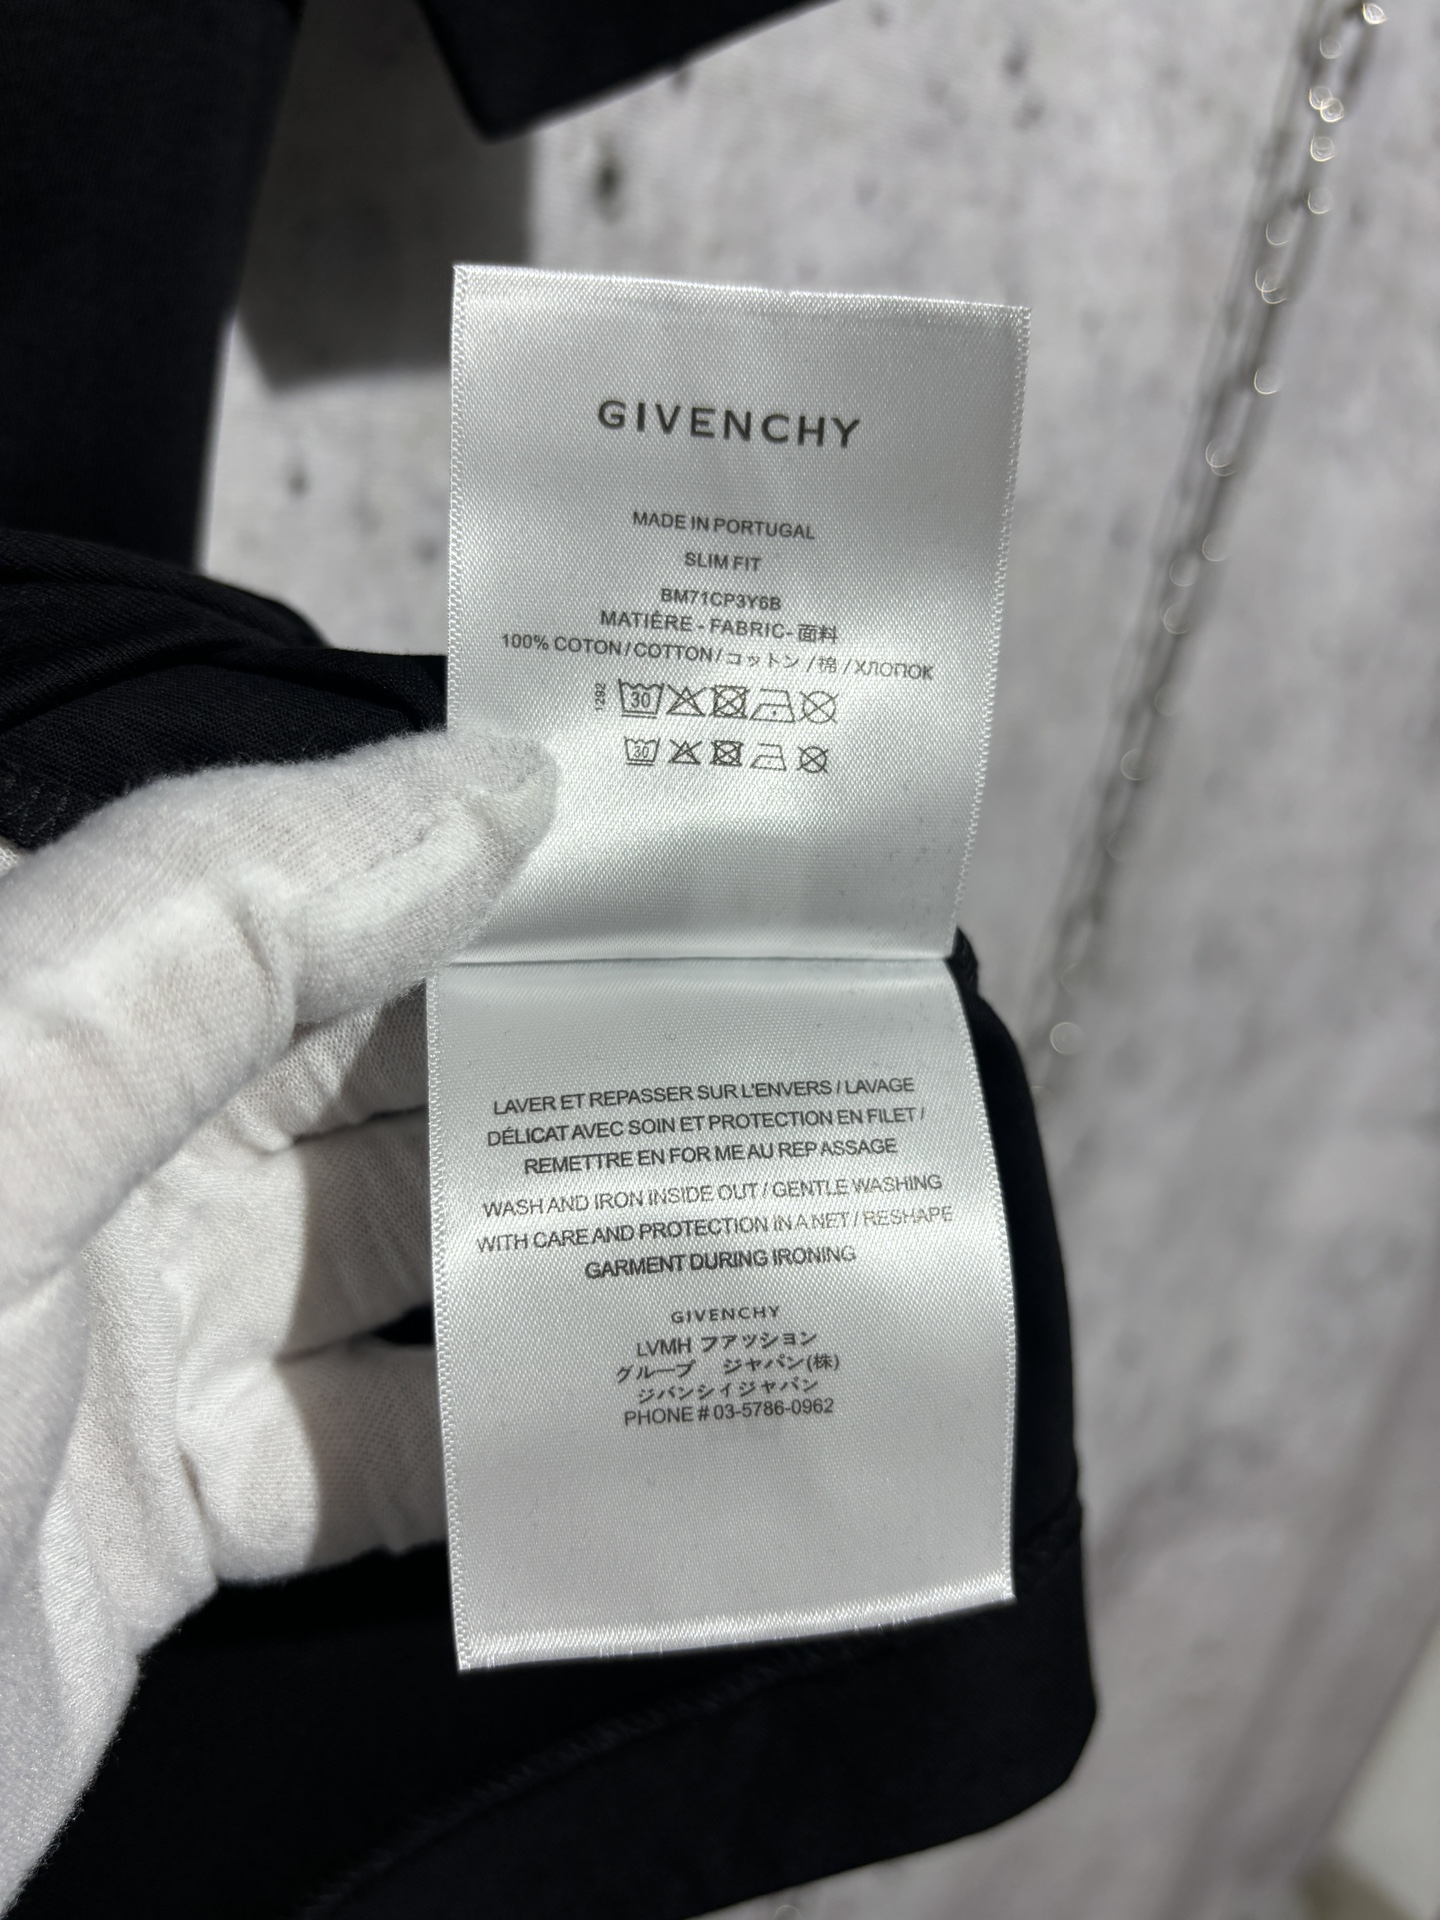 GIVENCHY
MADE IN PORTUGAL
SLIM FIT
BM71CP3Y6B
MATIÈRE - FABRIC- 面料
100% COTON / COTTON / コットン / 棉 / ХЛОПОК
1292
30
30
LAVER ET REPASSER SUR L'ENVERS / LAVAGE
DÉLICAT AVEC SOIN ET PROTECTION EN FILET /
REMETTRE EN FOR ME AU REP ASSAGE
WASH AND IRON INSIDE OUT / GENTLE WASHING
WITH CARE AND PROTECTION IN A NET / RESHAPE
GARMENT DURING IRONING
GIVENCHY
LVMH ファッション
グループ ジャパン(株)
ジバンシイジャパン
PHONE # 03-5786-0962